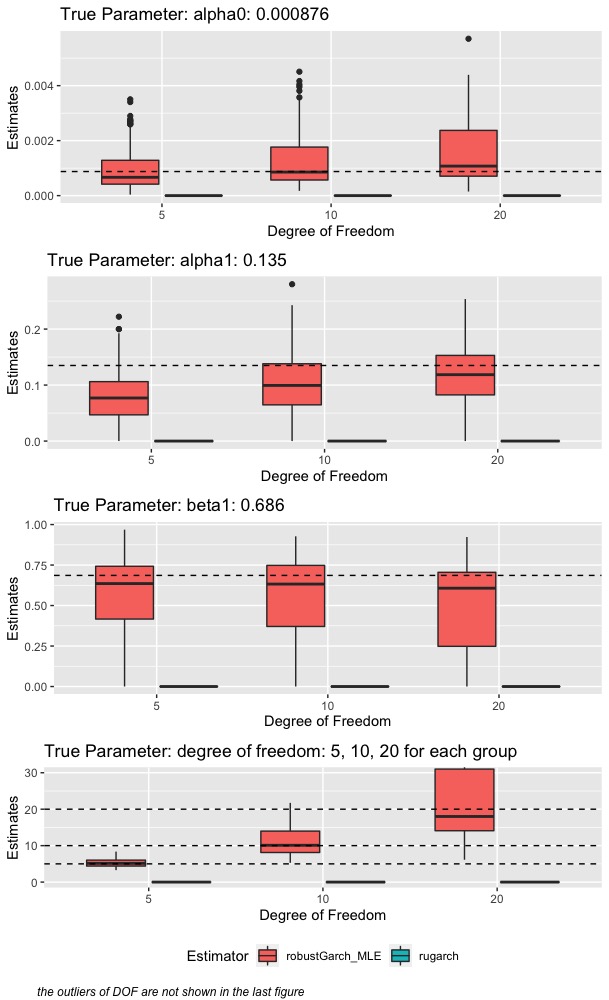 True Parameter: alpha0: 0.000876
Estimates
0.004
0.002
0.000
5 10 20
Degree of Freedom
True Parameter: alpha1: 0.135
Estimates
0.2
0.1
0.0
5 10 20
Degree of Freedom
True Parameter: beta1: 0.686
Estimates
1.00
0.75
0.50
0.25
0.00
5 10 20
Degree of Freedom
True Parameter: degree of freedom: 5, 10, 20 for each group
Estimates
30
20
10
0
5 10 20
Degree of Freedom
Estimator robustGarch_MLE rugarch
the outliers of DOF are not shown in the last figure